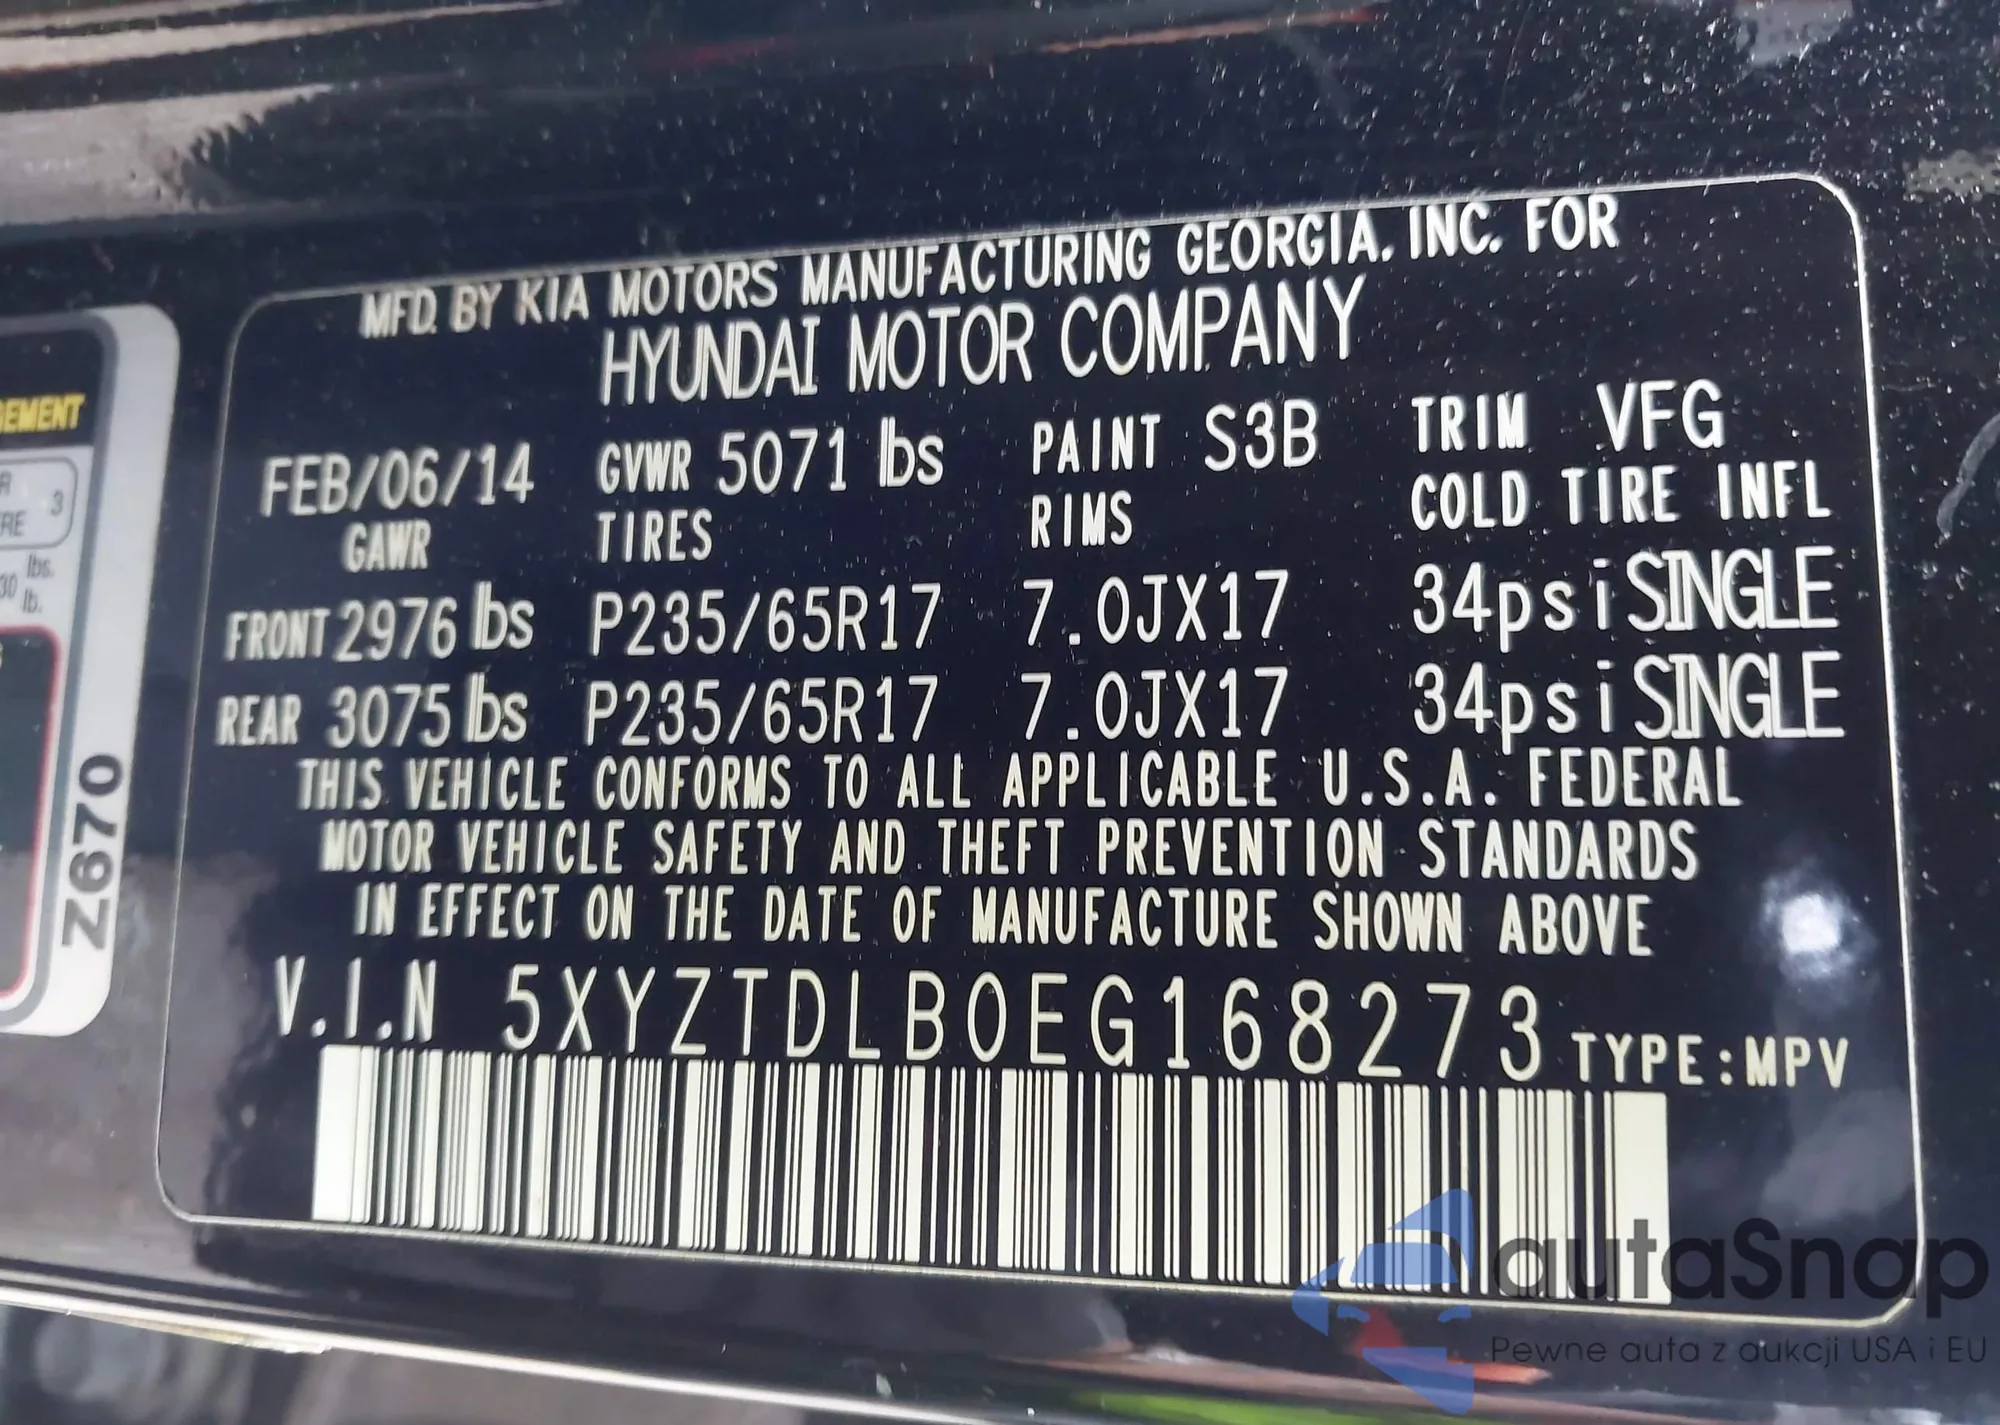 MFD. BY KIA MOTORS MANUFACTURING GEORGIA, INC. FOR
HYUNDAI MOTOR COMPANY
FEB/06/14 GVWR 5071 lbs PAINT S3B TRIM VFG
GAWR TIRES RIMS COLD TIRE INFL
FRONT 2976 lbs P235/65R17 7.0JX17 34psi SINGLE
REAR 3075 lbs P235/65R17 7.0JX17 34psi SINGLE
THIS VEHICLE CONFORMS TO ALL APPLICABLE U.S.A. FEDERAL
MOTOR VEHICLE SAFETY AND THEFT PREVENTION STANDARDS
IN EFFECT ON THE DATE OF MANUFACTURE SHOWN ABOVE
V.I.N 5XYZTDLB0EG168273 TYPE:MPV
3
lbs.
lb.
Z670
autaSnap
Pewne auta z aukcji USA i EU